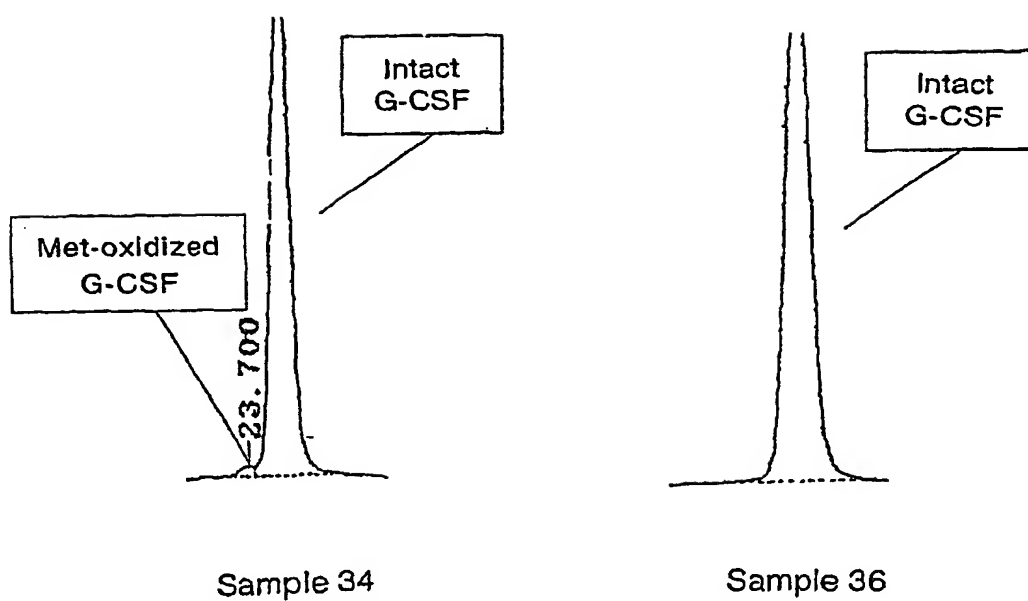 Intact
G-CSF
Met-oxidized
G-CSF
23.700
Sample 34
Intact
G-CSF
Sample 36